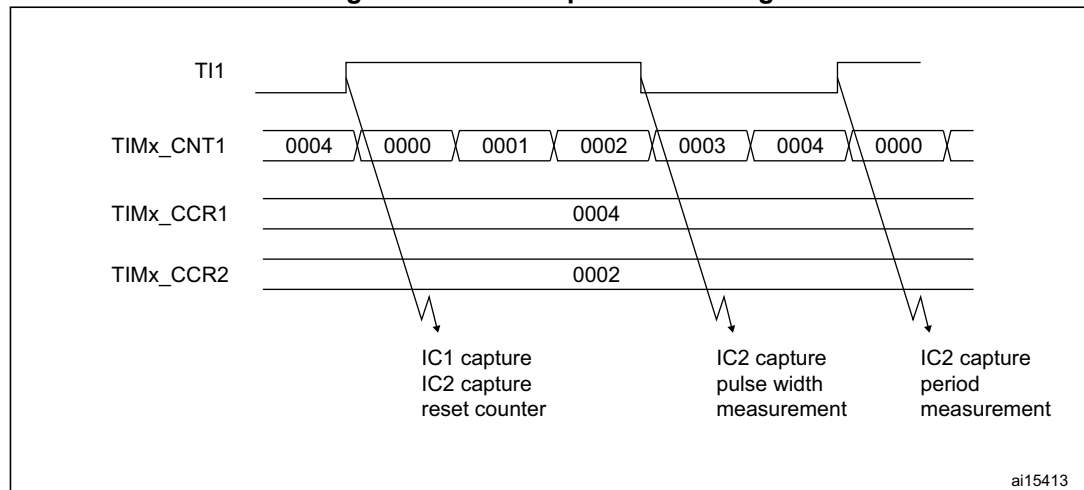 TI1
TIMx_CNT1 0004 0000 0001 0002 0003 0004 0000
TIMx_CCR1 0004
TIMx_CCR2 0002
IC1 capture
IC2 capture
reset counter
IC2 capture
pulse width
measurement
IC2 capture
period
measurement
ai15413